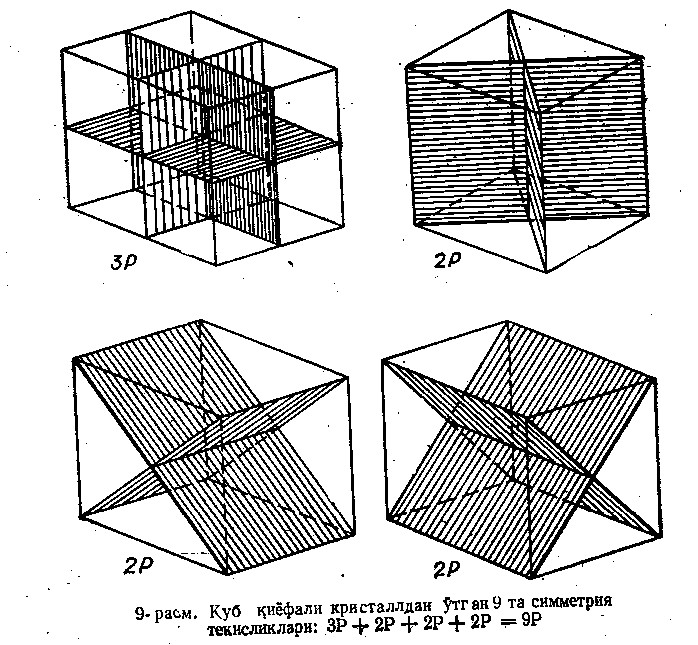 3P
2P
2P
2P
9- расм. Куб қиёфали кристаллдан ўтган 9 та симметрия
текисликлари: 3P + 2P + 2P + 2P = 9P